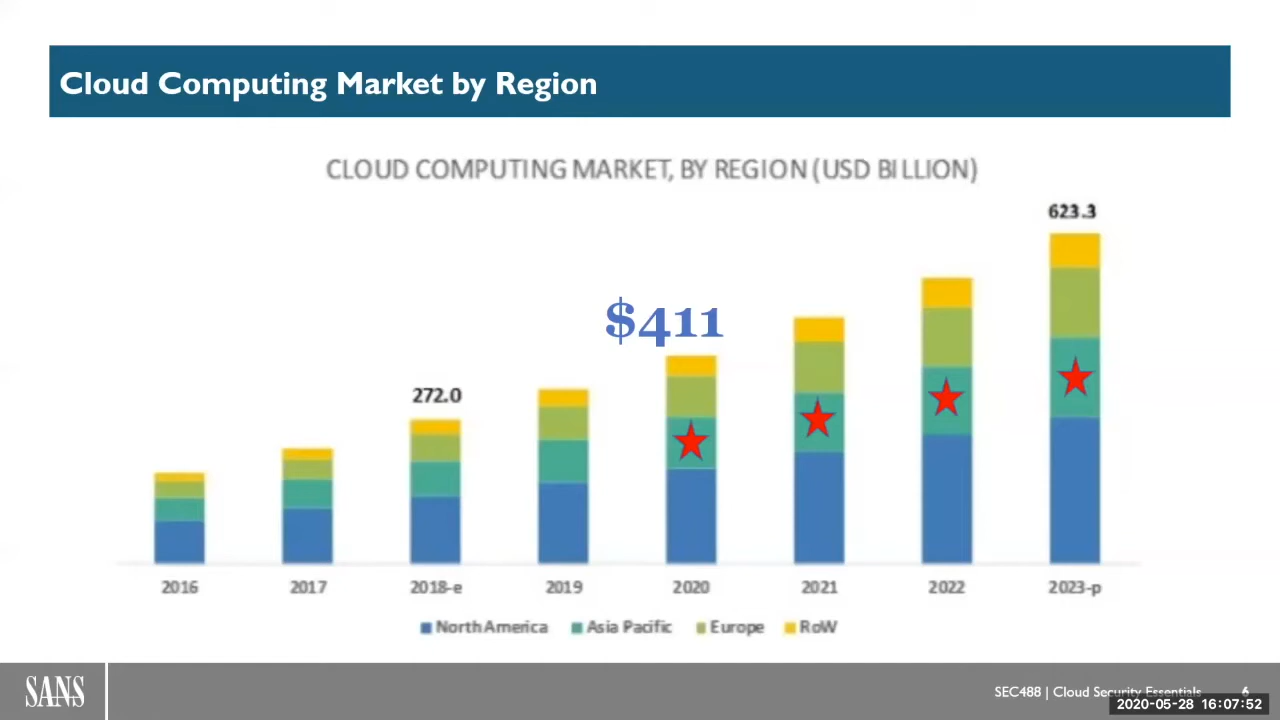 Cloud Computing Market by Region
CLOUD COMPUTING MARKET, BY REGION (USD BILLION)
623.3
$411
272.0
2016 2017 2018-e 2019 2020 2021 2022 2023-p
North America Asia Pacific Europe RoW
SANS
SEC488 | Cloud Security Essentials 6
2020-05-28 16:07:52